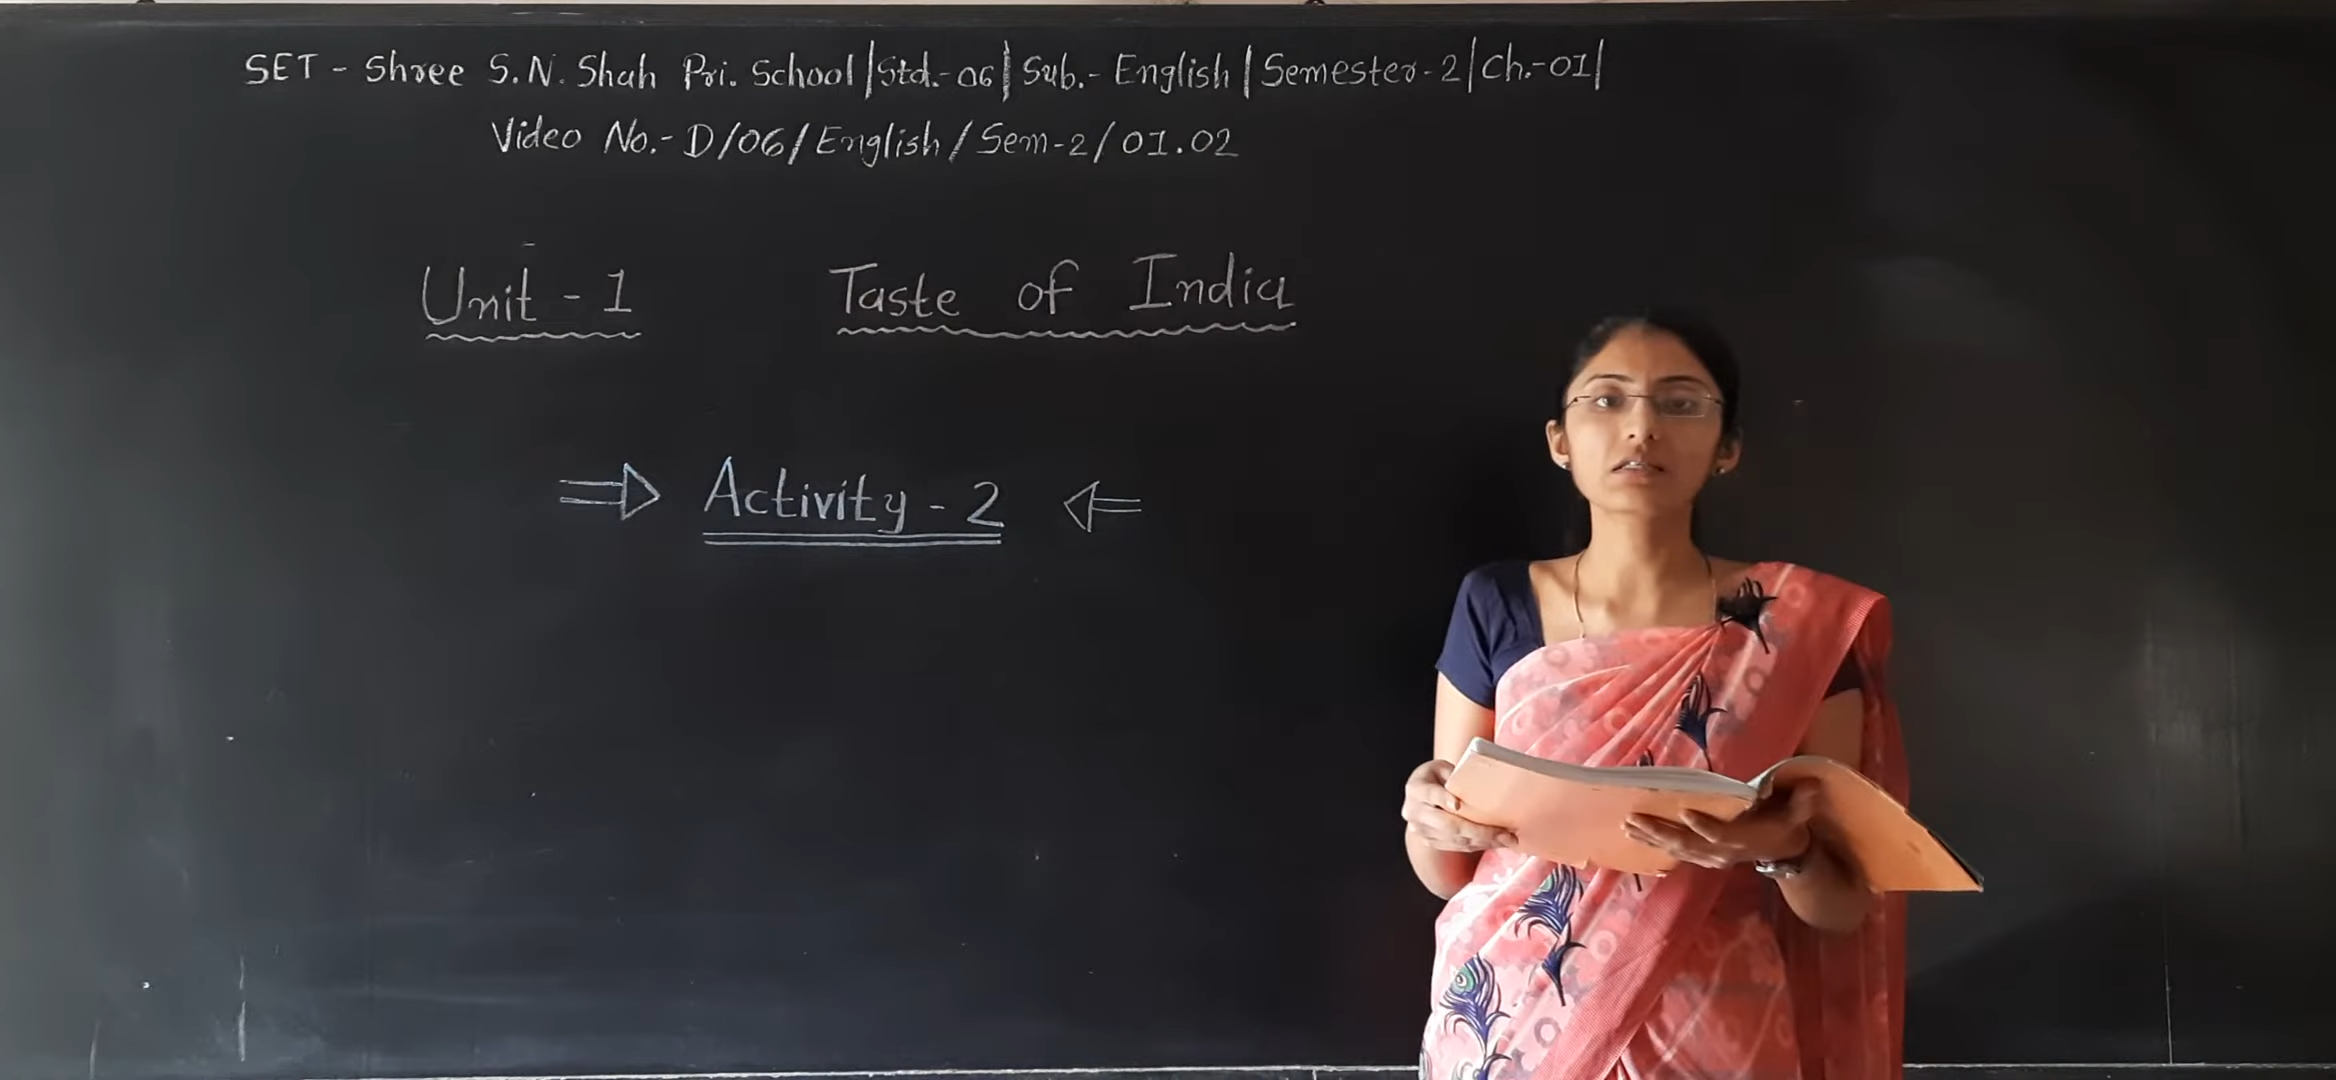 SET - Shree S.N. Shah Pri. School|Std.-06|Sub.- English|Semester-2|Ch.-01|
Video No.- D/06/English/Sem-2/01.02
Unit - 1 Taste of India
⇒ Activity - 2 ⇐